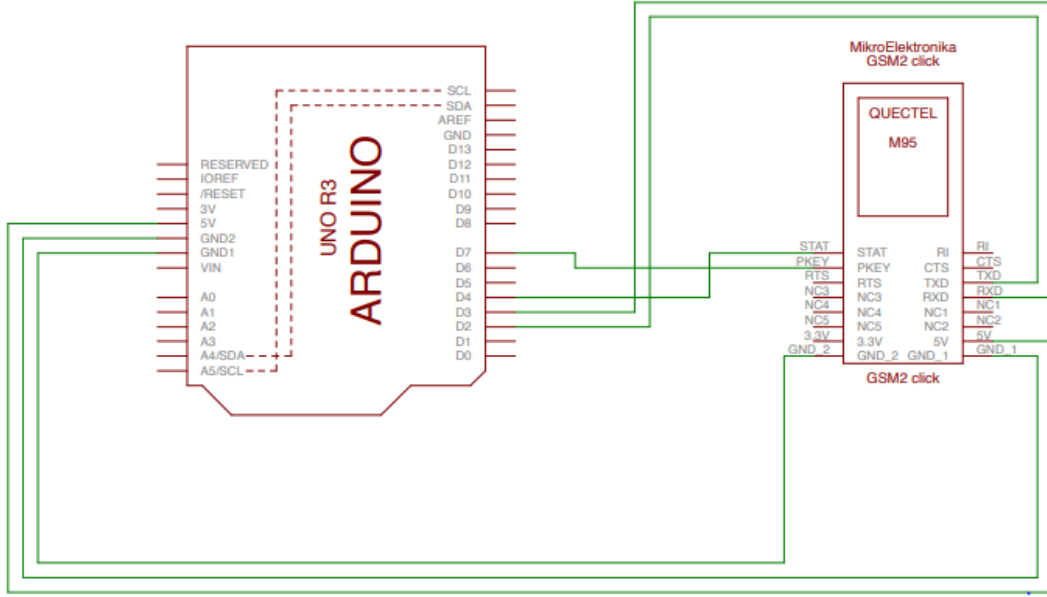 MikroElektronika
GSM2 click
QUECTEL
M95
SCL
SDA
AREF
GND
D13
D12
D11
D10
D9
D8
D7
D6
D5
D4
D3
D2
D1
D0
RESERVED
IOREF
/RESET
3V
5V
GND2
GND1
VIN
A0
A1
A2
A3
A4/SDA
A5/SCL
UNO R3
ARDUINO
STAT
PKEY
RTS
NC3
NC4
NC5
3.3V
GND_2
STAT
PKEY
RTS
NC3
NC4
NC5
3.3V
GND_2
RI
CTS
TXD
RXD
NC1
NC2
5V
GND_1
RI
CTS
TXD
RXD
NC1
NC2
5V
GND_1
GSM2 click